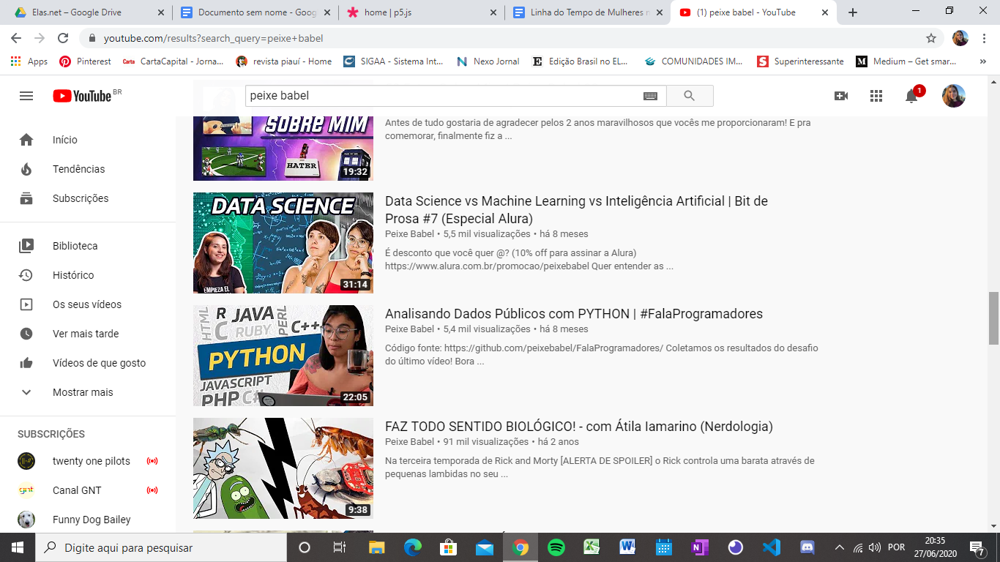 Elas.net – Google Drive
Documento sem nome - Goog
home | p5.js
Linha do Tempo de Mulheres n
(1) peixe babel - YouTube
youtube.com/results?search_query=peixe+babel
Apps
Pinterest
Carta
CartaCapital - Jorna...
revista piauí - Home
SIGAA - Sistema Int...
Nexo Jornal
Edição Brasil no EL...
COMUNIDADES IM...
Superinteressante
Medium – Get smar...
YouTube BR
peixe babel
1
Início
Tendências
Subscrições
Biblioteca
Histórico
Os seus vídeos
Ver mais tarde
Vídeos de que gosto
Mostrar mais
SUBSCRIÇÕES
twenty one pilots
gnt
Canal GNT
Funny Dog Bailey
SOBRE MIM
HATER
19:32
Antes de tudo gostaria de agradecer pelos 2 anos maravilhosos que vocês me proporcionaram! E pra
comemorar, finalmente fiz a ...
DATA SCIENCE
EMPIEZA EL
31:14
Data Science vs Machine Learning vs Inteligência Artificial | Bit de
Prosa #7 (Especial Alura)
Peixe Babel • 5,5 mil visualizações • há 8 meses
É desconto que você quer @? (10% off para assinar a Alura)
https://www.alura.com.br/promocao/peixebabel Quer entender as ...
HTML
R JAVA
C RUBY PERL C++
PYTHON
JAVASCRIPT
PHP C#
22:05
Analisando Dados Públicos com PYTHON | #FalaProgramadores
Peixe Babel • 5,4 mil visualizações • há 8 meses
Código fonte: https://github.com/peixebabel/FalaProgramadores/ Coletamos os resultados do desafio
do último vídeo! Bora ...
9:38
FAZ TODO SENTIDO BIOLÓGICO! - com Átila Iamarino (Nerdologia)
Peixe Babel • 91 mil visualizações • há 2 anos
Na terceira temporada de Rick and Morty [ALERTA DE SPOILER] o Rick controla uma barata através de
pequenas lambidas no seu ...
Digite aqui para pesquisar
POR
20:35
27/06/2020
7